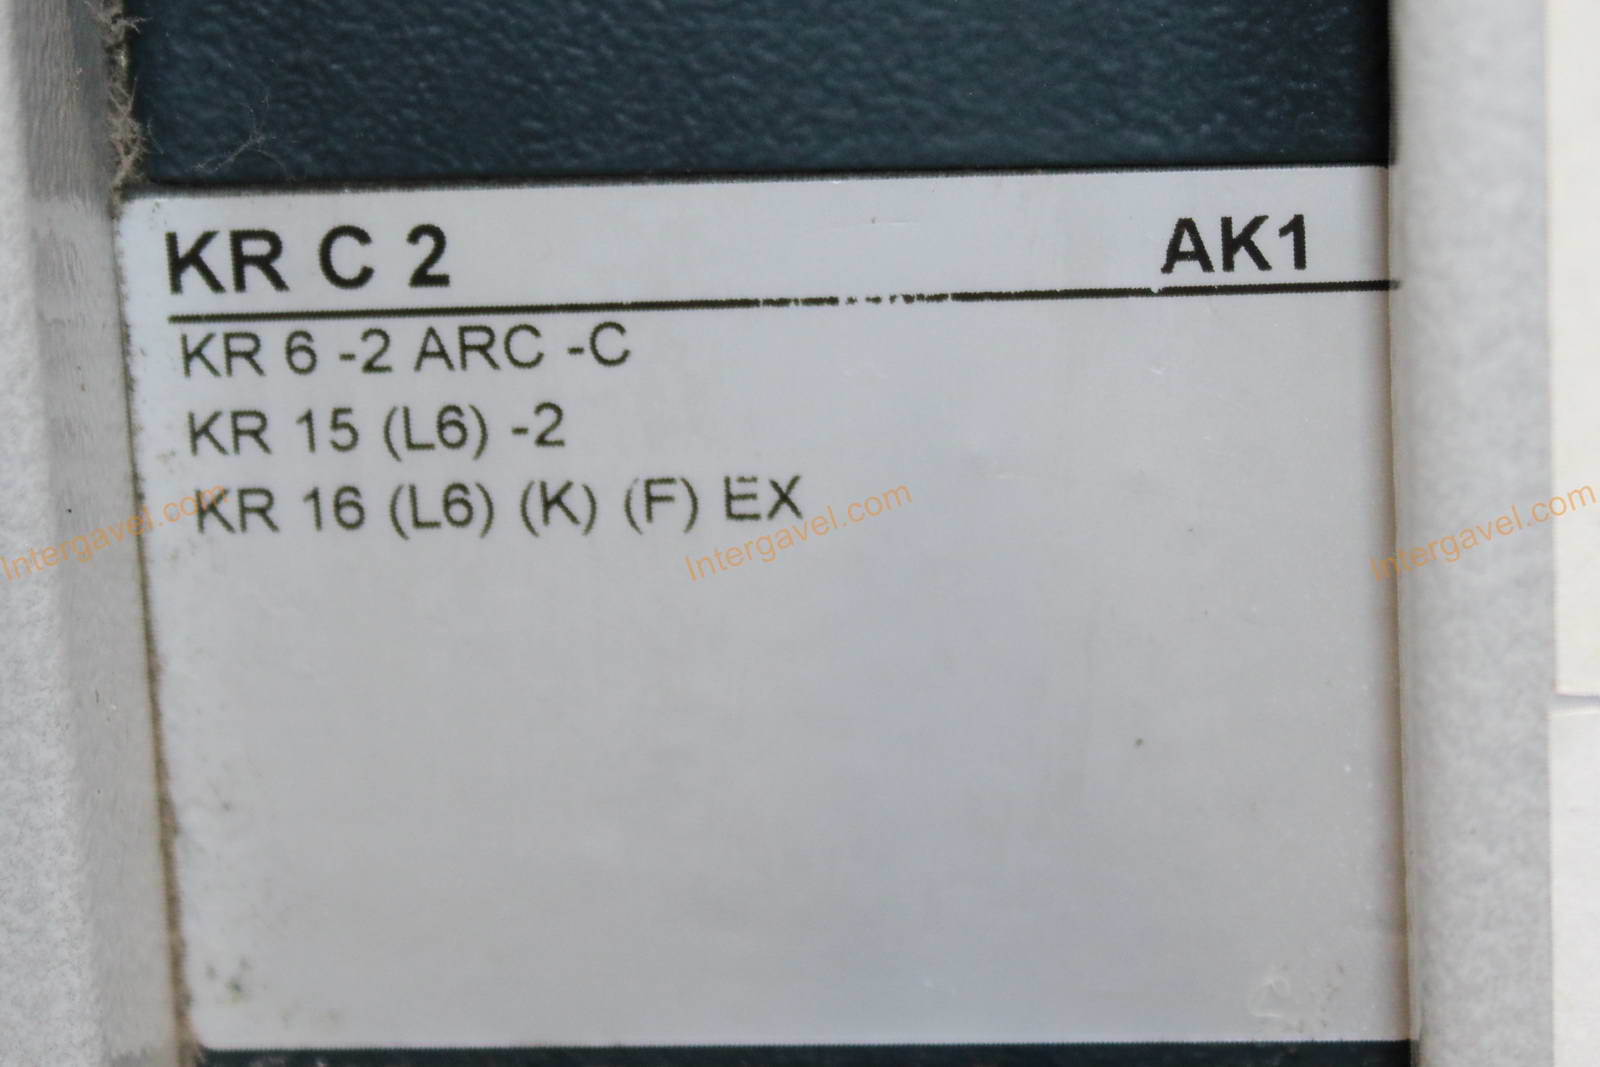 KR C 2 AK1
KR 6 -2 ARC -C
KR 15 (L6) -2
KR 16 (L6) (K) (F) EX
Intergavel.com
Intergavel.com
Intergavel.com